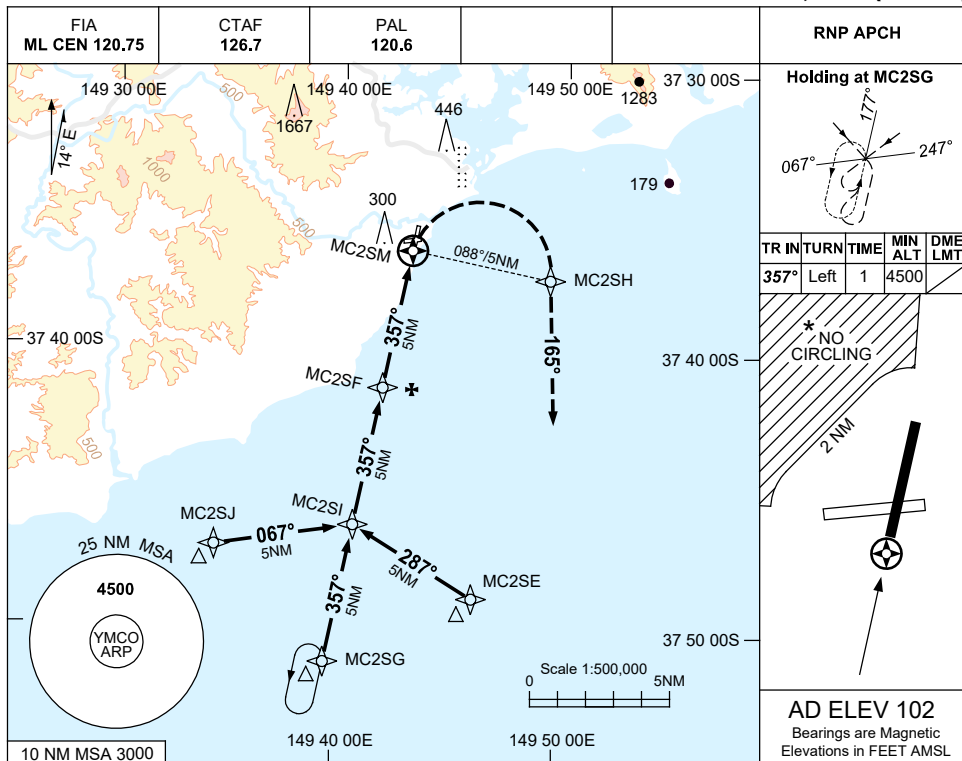 FIA
ML CEN 120.75
CTAF
126.7
PAL
120.6
RNP APCH
149 30 00E
149 40 00E
149 50 00E
37 30 00S
14° E
500
1667
446
1283
1000
500
179
300
500
MC2SM
088°/5NM
MC2SH
357°
5NM
165°
37 40 00S
37 40 00S
MC2SF
357°
5NM
500
MC2SJ
MC2SI
067°
5NM
287°
5NM
MC2SE
357°
5NM
MC2SG
25 NM MSA
4500
YMCO
ARP
37 50 00S
Scale 1:500,000
0
5NM
149 40 00E
149 50 00E
10 NM MSA 3000
Holding at MC2SG
177°
067°
247°
TR IN TURN TIME MIN ALT DME LMT
357° Left 1 4500
* NO
CIRCLING
2 NM
AD ELEV 102
Bearings are Magnetic
Elevations in FEET AMSL